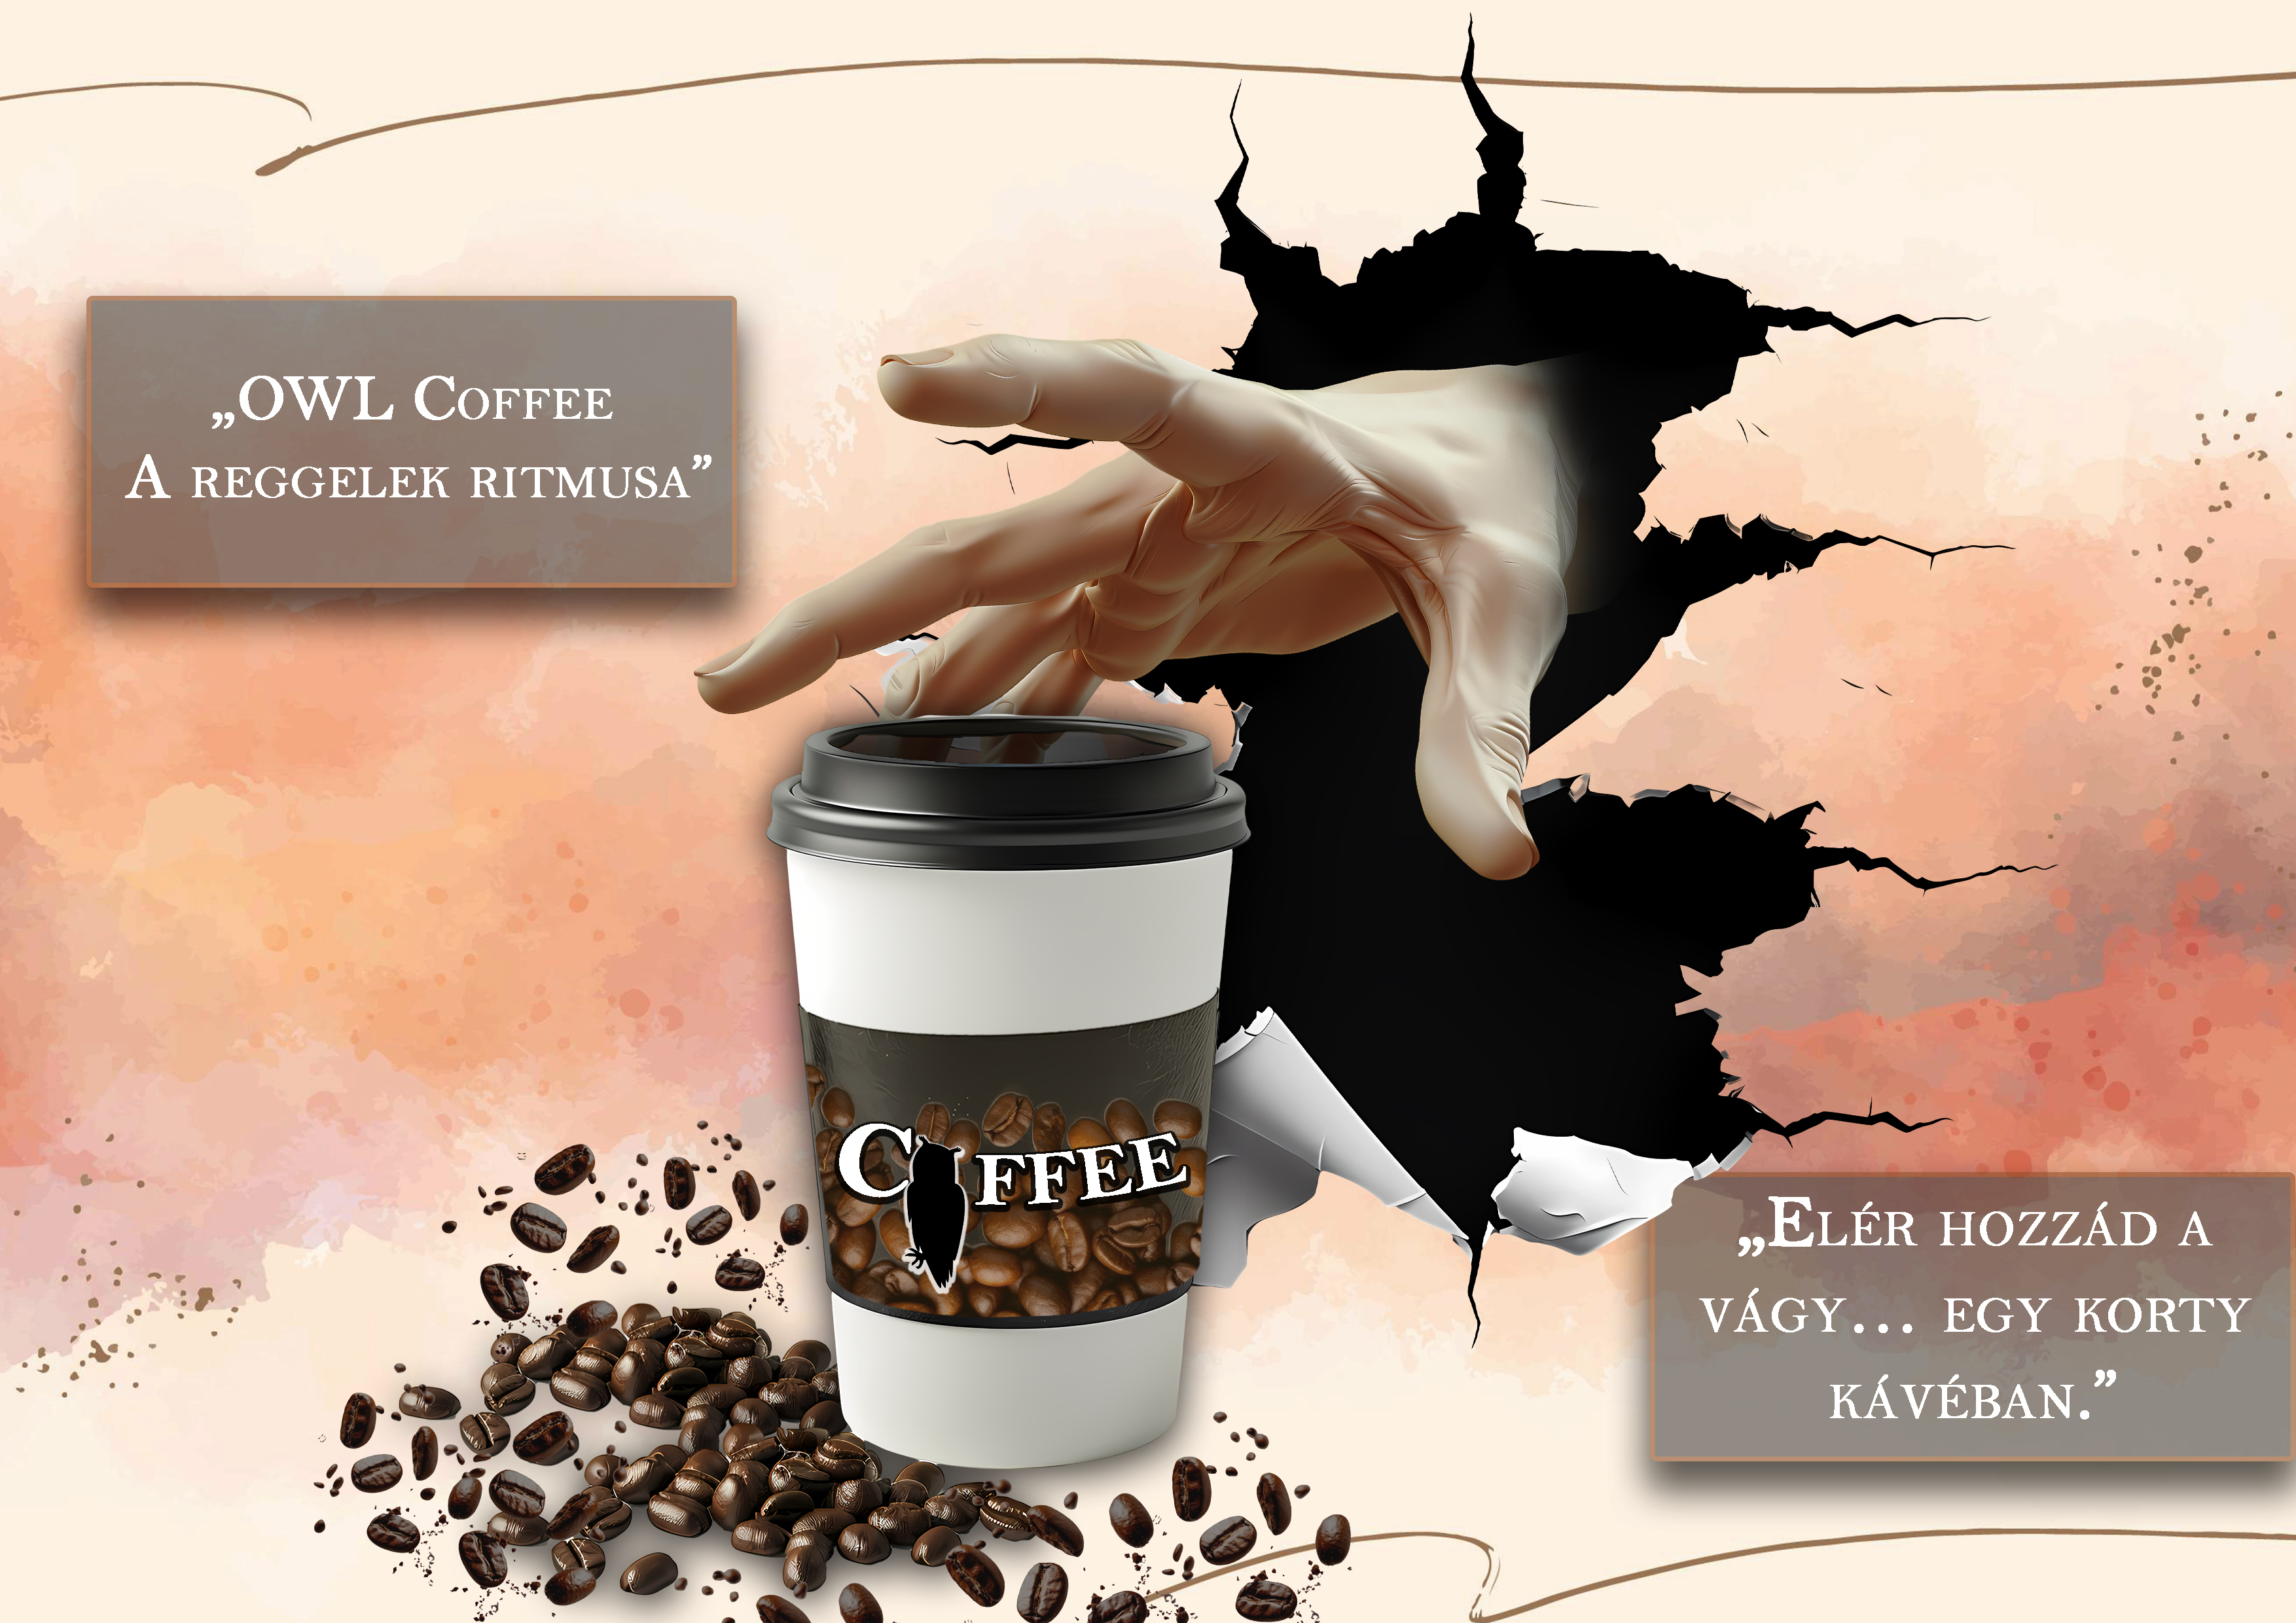 „OWL Coffee
A reggelek ritmusa”
C FFEE
„Elér hozzád a
vágy... egy korty
kávéban.”